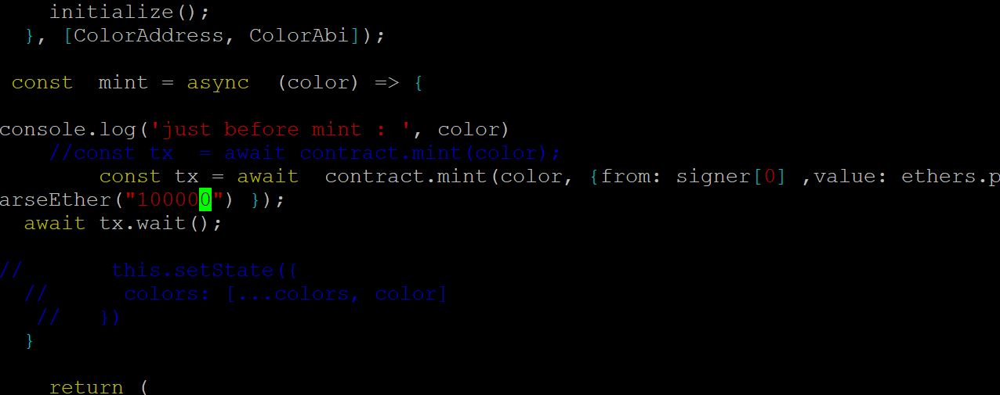 initialize();
}, [ColorAddress, ColorAbi]);
const  mint = async  (color) => {
console.log('just before mint : ', color)
//const tx  = await contract.mint(color);
const tx = await  contract.mint(color, {from: signer[0] ,value: ethers.p
arseEther("100000") });
await tx.wait();
//       this.setState({
//      colors: [...colors, color]
//   })
}
return (